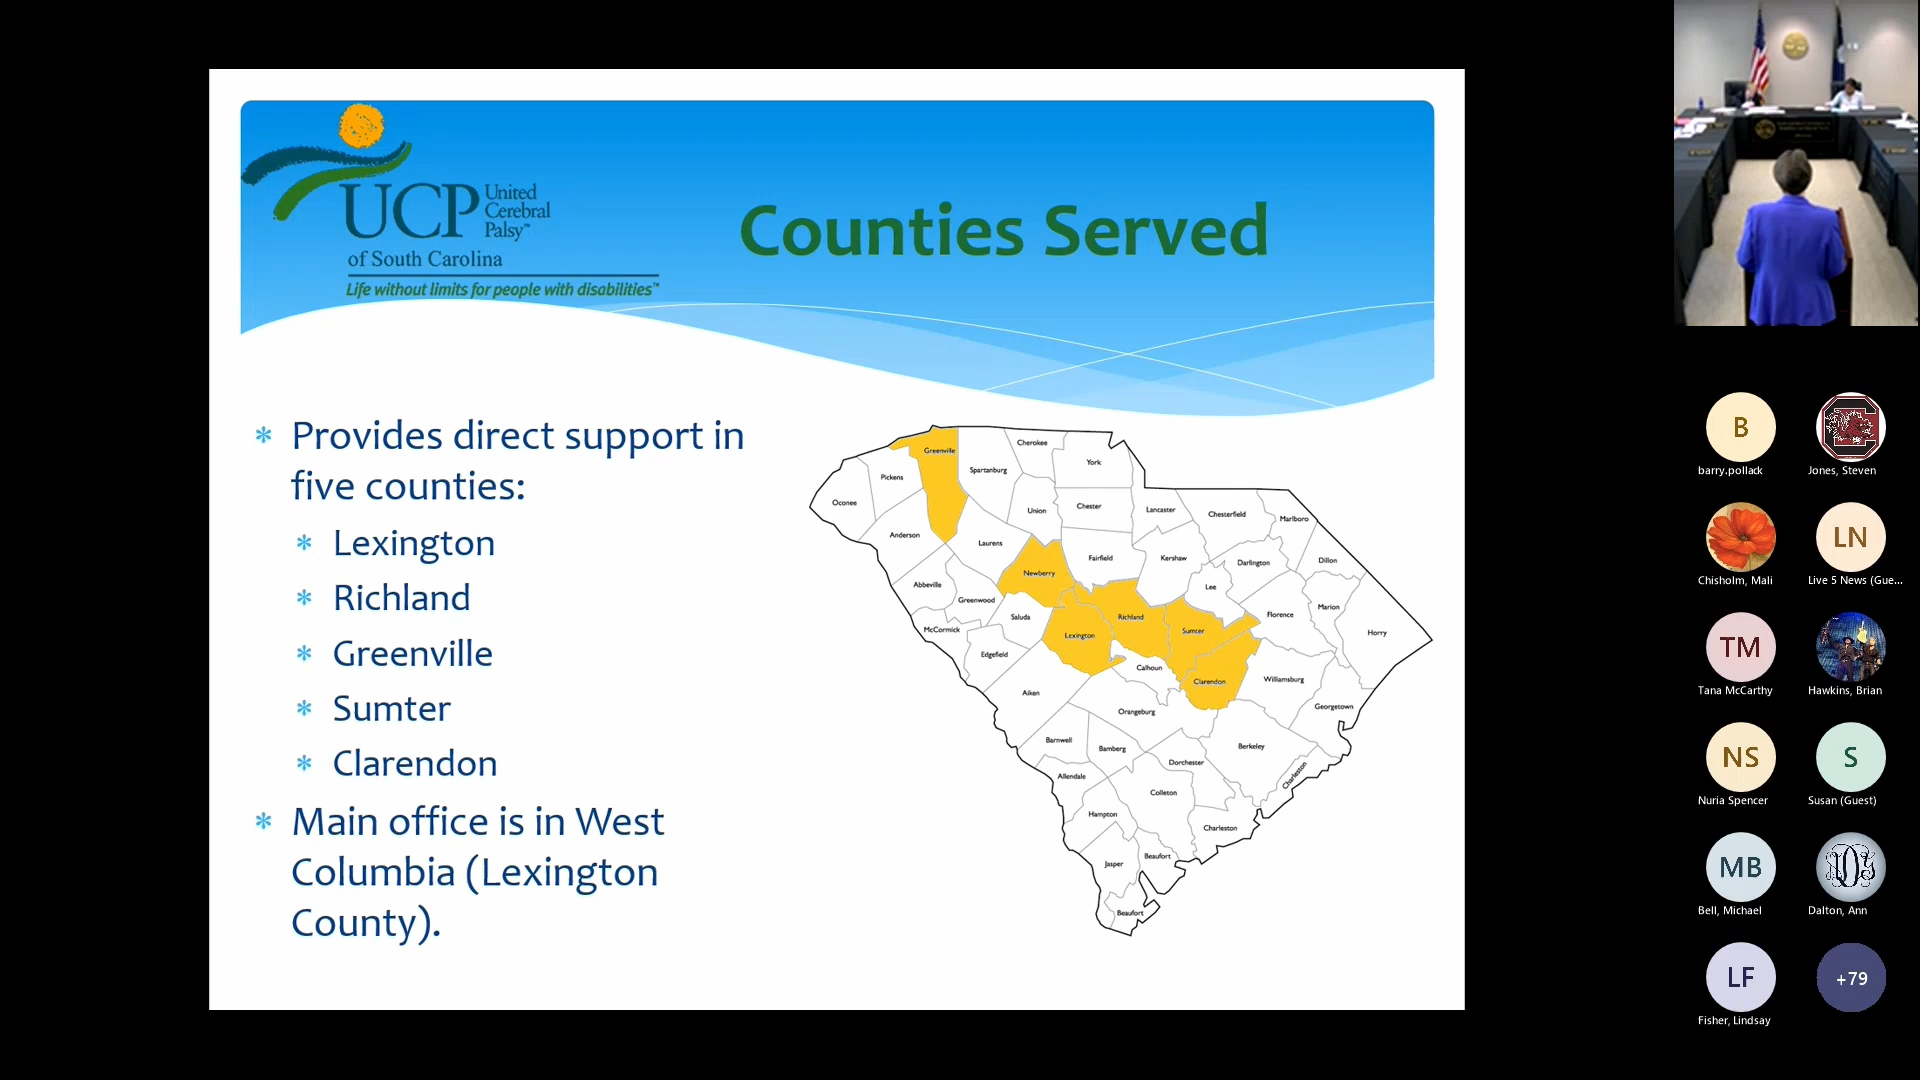 UCP
United
Cerebral
Palsy™
of South Carolina
Life without limits for people with disabilities™
Counties Served
* Provides direct support in
five counties:
* Lexington
* Richland
* Greenville
* Sumter
* Clarendon
* Main office is in West
Columbia (Lexington
County).
Cherokee
Greenville
York
Spartanburg
Pickens
Oconee
Union
Chester
Lancaster
Chesterfield
Marlboro
Anderson
Laurens
Fairfield
Kershaw
Darlington
Dillon
Newberry
Abbeville
Lee
Greenwood
Marion
Saluda
Richland
Florence
McCormick
Lexington
Sumter
Horry
Edgefield
Calhoun
Clarendon
Williamsburg
Aiken
Georgetown
Orangeburg
Barnwell
Bamberg
Berkeley
Dorchester
Allendale
Charleston
Colleton
Hampton
Charleston
Jasper
Beaufort
Beaufort
B
barry.pollack
Jones, Steven
Chisholm, Mali
LN
Live 5 News (Gue...
TM
Tana McCarthy
Hawkins, Brian
NS
Nuria Spencer
S
Susan (Guest)
MB
Bell, Michael
Dalton, Ann
LF
Fisher, Lindsay
+79